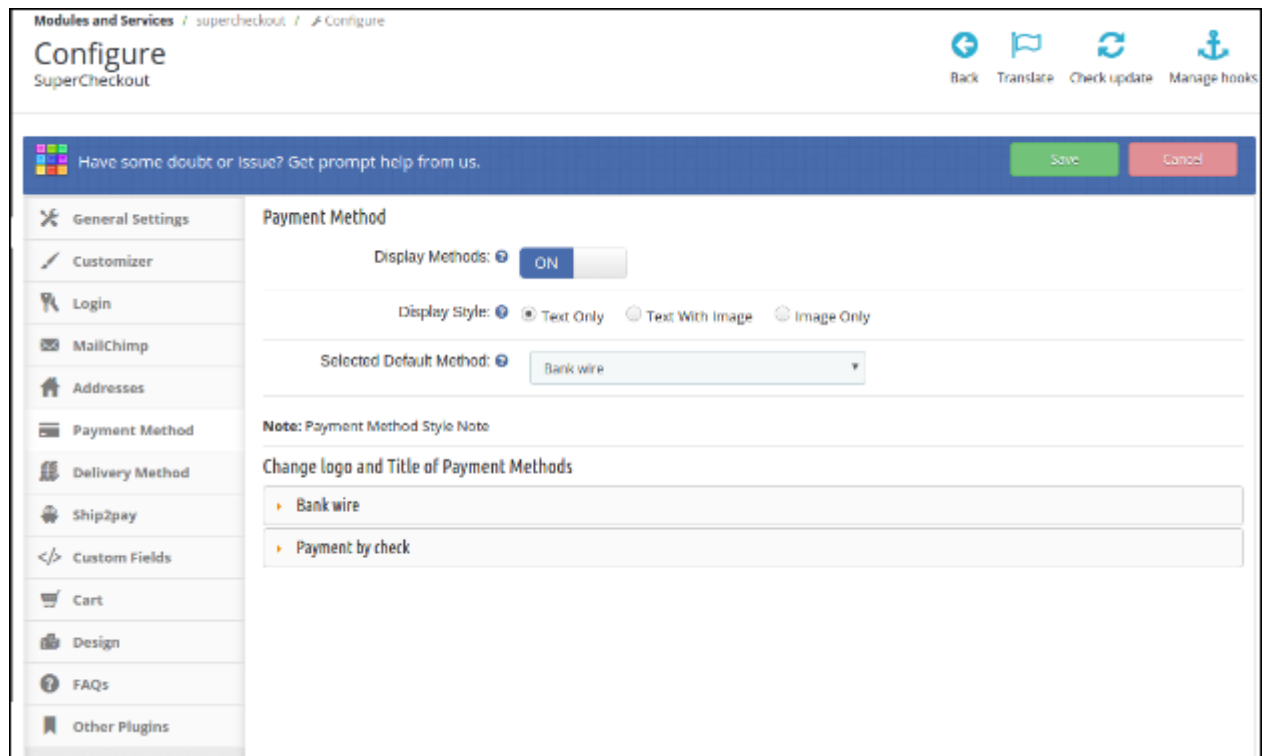 Modules and Services / supercheckout / Configure
Configure
SuperCheckout
Back Translate Check update Manage hooks
Have some doubt or issue? Get prompt help from us.
Save Cancel
General Settings
Customizer
Login
MailChimp
Addresses
Payment Method
Delivery Method
Ship2pay
Custom Fields
Cart
Design
FAQs
Other Plugins
Payment Method
Display Methods: ON
Display Style: Text Only Text With Image Image Only
Selected Default Method: Bank wire
Note: Payment Method Style Note
Change logo and Title of Payment Methods
Bank wire
Payment by check